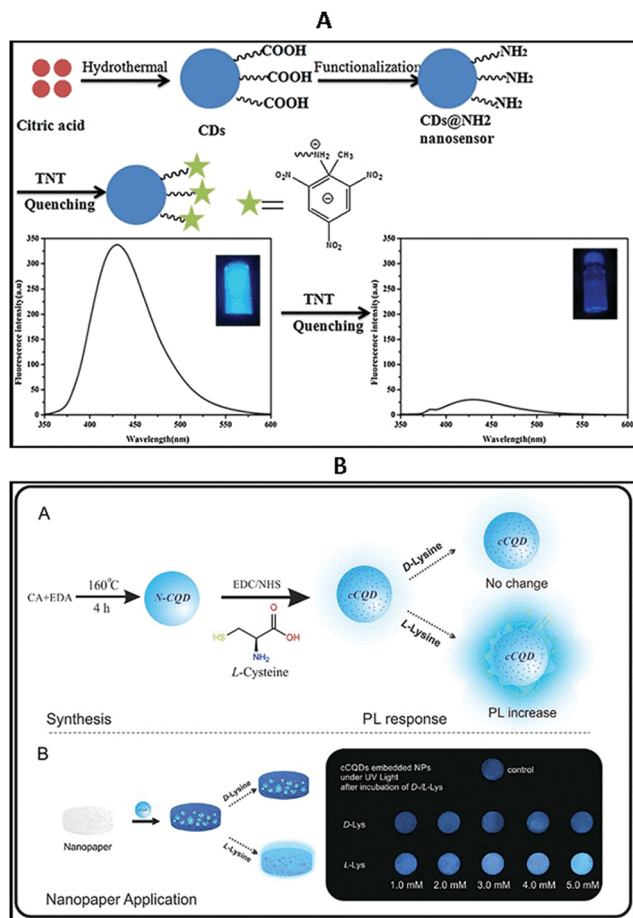 A
Citric acid
Hydrothermal
CDs
COOH
COOH
COOH
Functionalization
CDs@NH2
nanosensor
NH2
NH2
NH2
TNT
Quenching
NH2
CH3
NO2
NO2
NO2
Fluorescence intensity(a.u)
350
300
250
200
150
100
50
0
350 400 450 500 550 600
Wavelength(nm)
TNT
Quenching
Fluorescence intensity(a.u)
350
300
250
200
150
100
50
0
350 400 450 500 550 600
Wavelength(nm)
B
A
CA+EDA
160℃
4 h
N-CQD
EDC/NHS
HS
O
OH
NH2
L-Cysteine
cCQD
D-Lysine
cCQD
No change
L-Lysine
cCQD
PL increase
Synthesis
PL response
B
Nanopaper
D-Lysine
L-Lysine
Nanopaper Application
cCQDs embedded NPs
under UV Light
after incubation of D-/L-Lys
control
D-Lys
L-Lys
1.0 mM 2.0 mM 3.0 mM 4.0 mM 5.0 mM